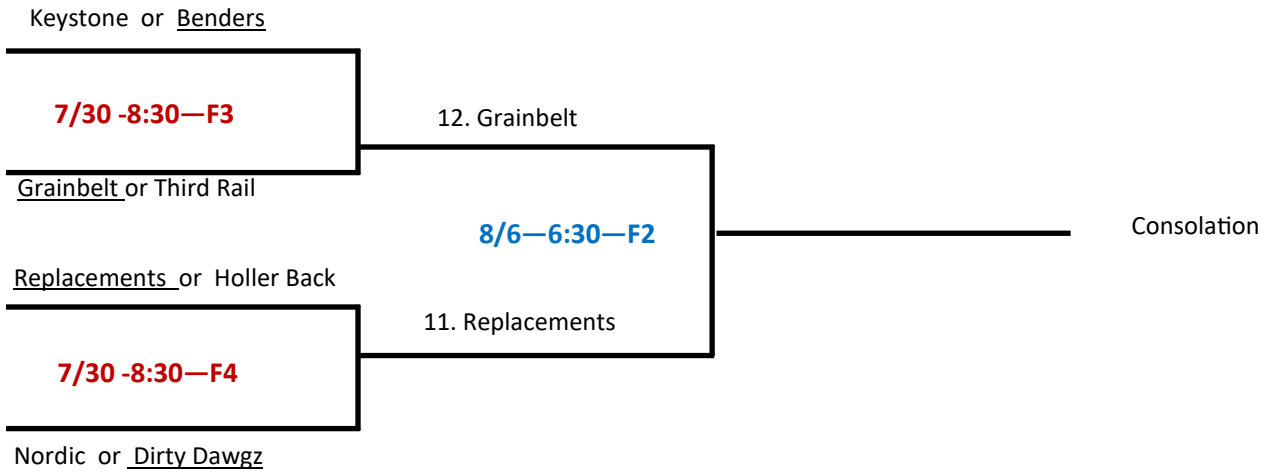 Keystone or Benders
7/30 -8:30—F3
12. Grainbelt
Grainbelt or Third Rail
8/6—6:30—F2
Consolation
Replacements or Holler Back
11. Replacements
7/30 -8:30—F4
Nordic or Dirty Dawgz